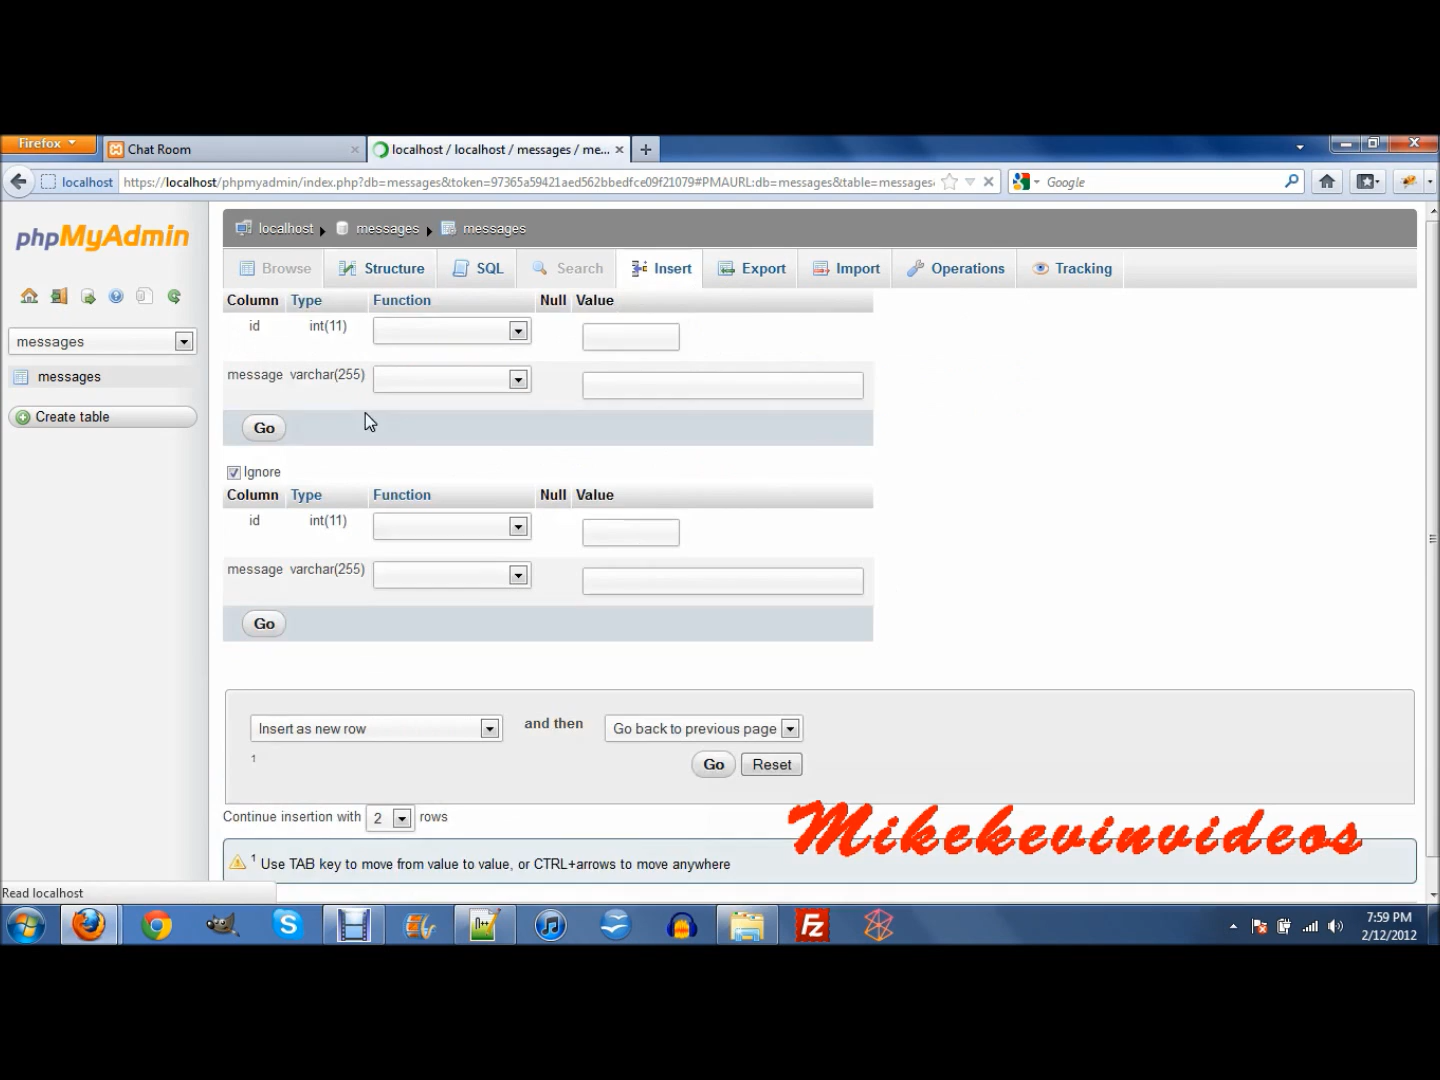 Firefox
Chat Room
localhost / localhost / messages / me...
localhost
https://localhost/phpmyadmin/index.php?db=messages&token=97365a59421aed562bbedfce09f21079#PMAURL:db=messages&table=messages
Google
phpMyAdmin
localhost messages messages
Browse Structure SQL Search Insert Export Import Operations Tracking
Column Type Function Null Value
id int(11)
messages
message varchar(255)
messages
Create table
Go
Ignore
Column Type Function Null Value
id int(11)
message varchar(255)
Go
Insert as new row and then Go back to previous page
1
Go Reset
Continue insertion with 2 rows
Mikekevinvideos
1 Use TAB key to move from value to value, or CTRL+arrows to move anywhere
Read localhost
7:59 PM
2/12/2012